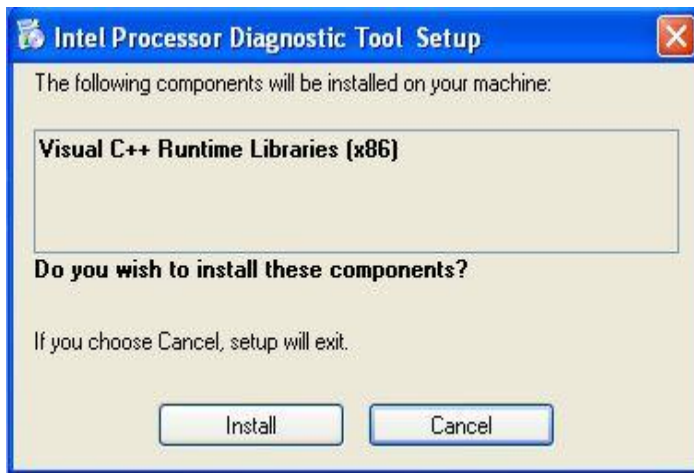 Intel Processor Diagnostic Tool Setup
The following components will be installed on your machine:
Visual C++ Runtime Libraries (x86)
Do you wish to install these components?
If you choose Cancel, setup will exit.
Install
Cancel